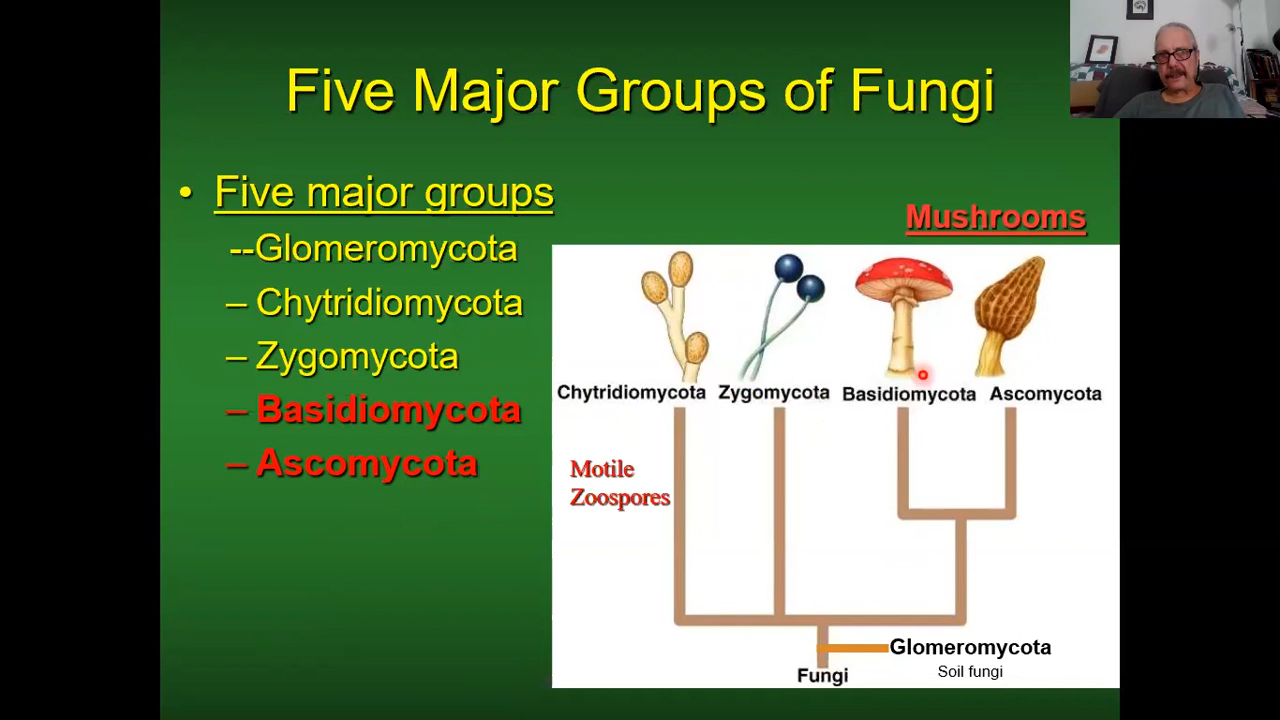 Five Major Groups of Fungi
• Five major groups
--Glomeromycota
– Chytridiomycota
– Zygomycota
– Basidiomycota
– Ascomycota
Mushrooms
Chytridiomycota Zygomycota Basidiomycota Ascomycota
Motile
Zoospores
Glomeromycota
Soil fungi
Fungi